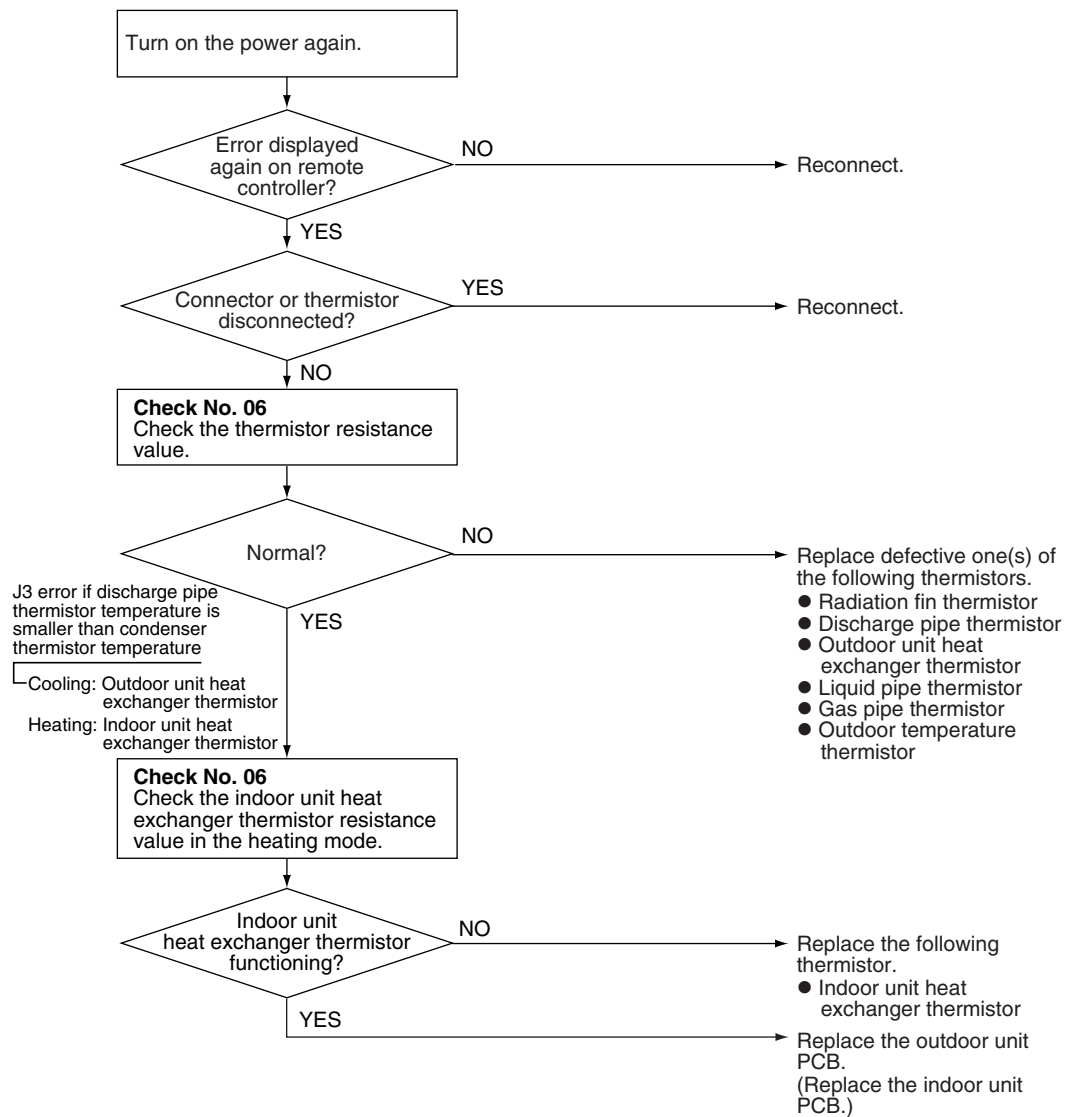 Turn on the power again.
Error displayed
again on remote
controller?
NO
Reconnect.
YES
Connector or thermistor
disconnected?
YES
Reconnect.
NO
Check No. 06
Check the thermistor resistance
value.
Normal?
NO
Replace defective one(s) of
the following thermistors.
● Radiation fin thermistor
● Discharge pipe thermistor
● Outdoor unit heat
exchanger thermistor
● Liquid pipe thermistor
● Gas pipe thermistor
● Outdoor temperature
thermistor
YES
J3 error if discharge pipe
thermistor temperature is
smaller than condenser
thermistor temperature
Cooling: Outdoor unit heat
exchanger thermistor
Heating: Indoor unit heat
exchanger thermistor
Check No. 06
Check the indoor unit heat
exchanger thermistor resistance
value in the heating mode.
Indoor unit
heat exchanger thermistor
functioning?
NO
Replace the following
thermistor.
● Indoor unit heat
exchanger thermistor
YES
Replace the outdoor unit
PCB.
(Replace the indoor unit
PCB.)